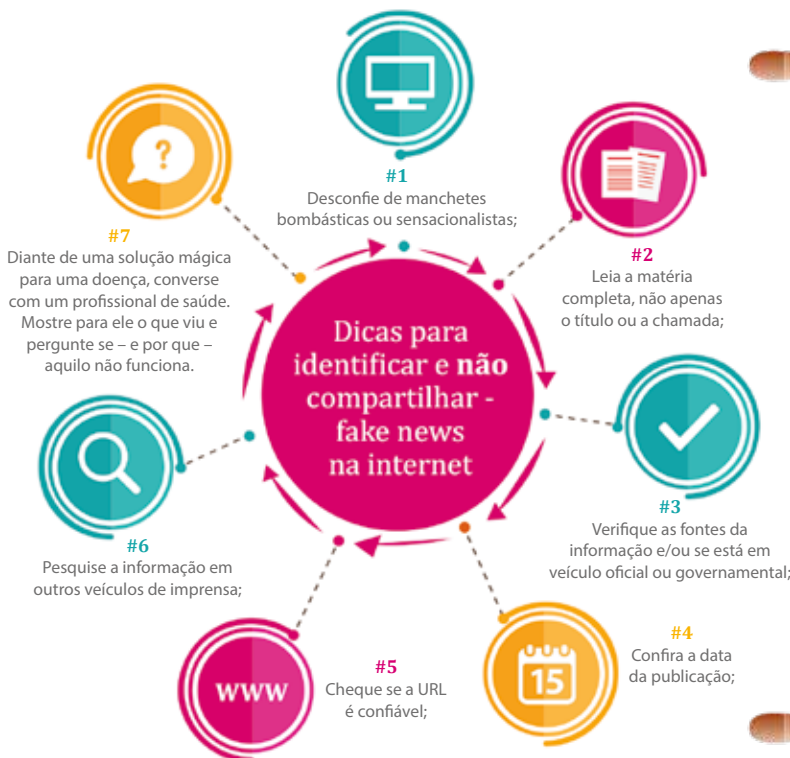 Dicas para
identificar e não
compartilhar -
fake news
na internet
#1
Desconfie de manchetes
bombásticas ou sensacionalistas;
#2
Leia a matéria
completa, não apenas
o título ou a chamada;
#3
Verifique as fontes da
informação e/ou se está em
veículo oficial ou governamental;
#4
Confira a data
da publicação;
15
#5
Cheque se a URL
é confiável;
www
#6
Pesquise a informação em
outros veículos de imprensa;
#7
Diante de uma solução mágica
para uma doença, converse
com um profissional de saúde.
Mostre para ele o que viu e
pergunte se – e por que –
aquilo não funciona.
?